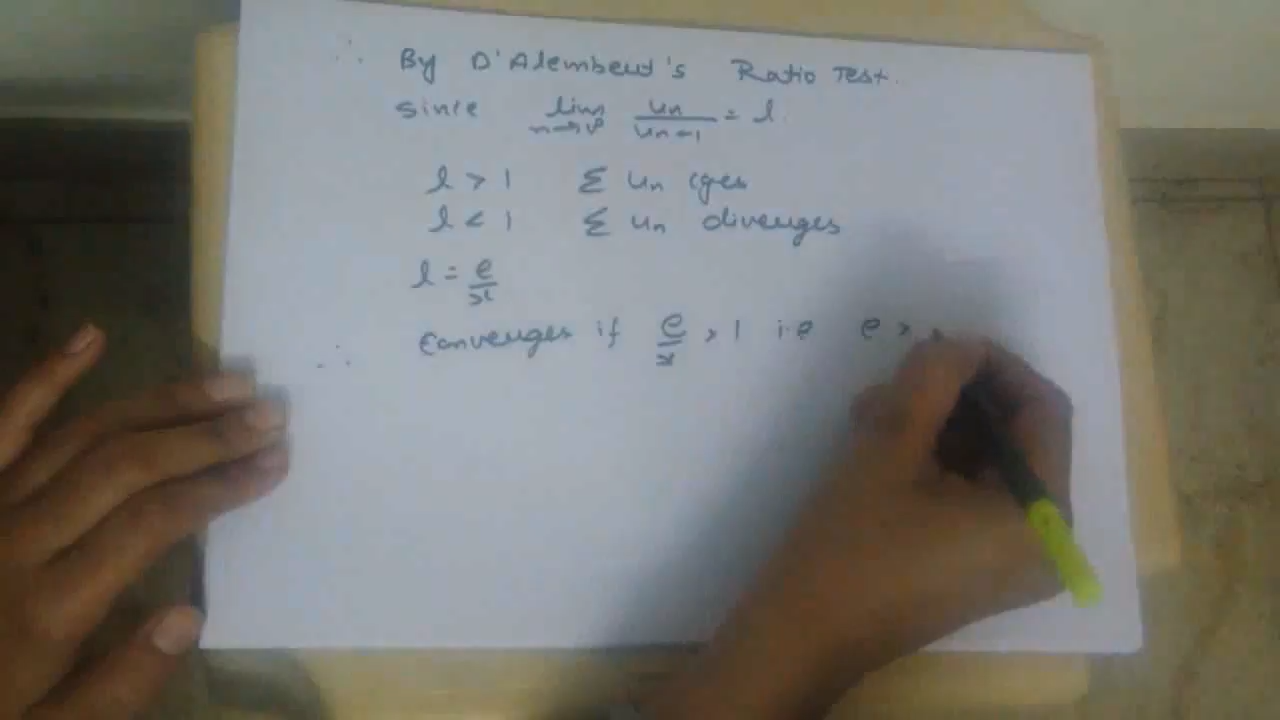 ∴ By D'Alembert's Ratio Test.
since lim n→∞ un/un+1 = l.
l > 1 Σ un cges
l < 1 Σ un diverges
l = e/x
∴ Converges if e/x > 1 i.e e >